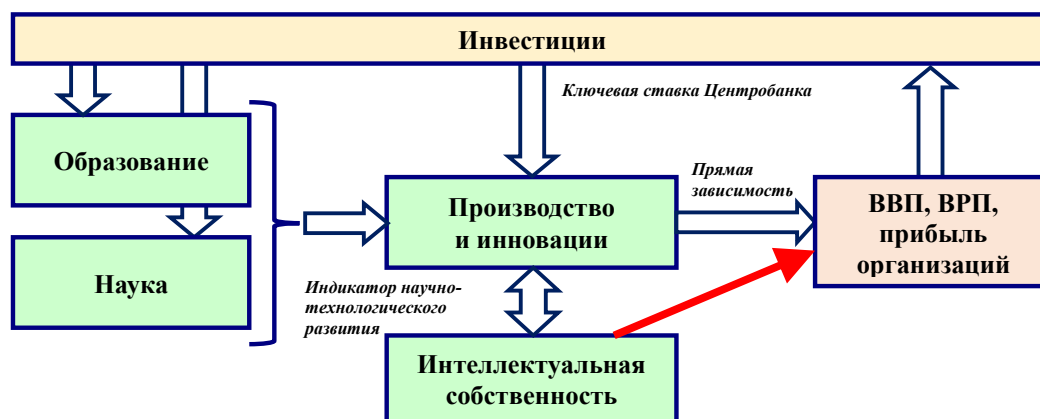 Инвестиции
Ключевая ставка Центробанка
Образование
Наука
Производство
и инновации
Прямая
зависимость
ВВП, ВРП,
прибыль
организаций
Индикатор научно-
технологического
развития
Интеллектуальная
собственность